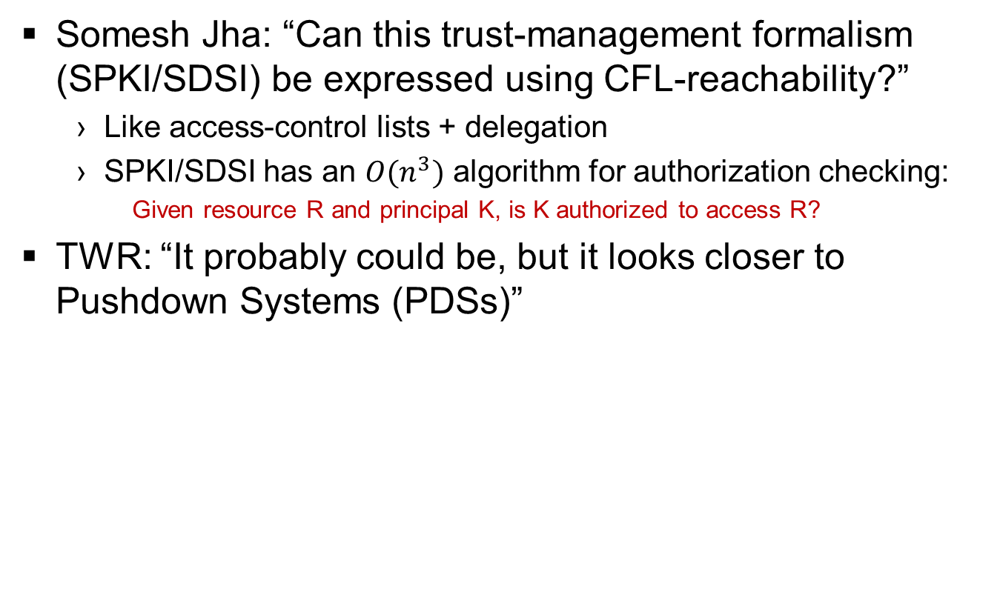 ▪ Somesh Jha: “Can this trust-management formalism
(SPKI/SDSI) be expressed using CFL-reachability?”
› Like access-control lists + delegation
› SPKI/SDSI has an 𝑂(𝑛³) algorithm for authorization checking:
Given resource R and principal K, is K authorized to access R?
▪ TWR: “It probably could be, but it looks closer to
Pushdown Systems (PDSs)”